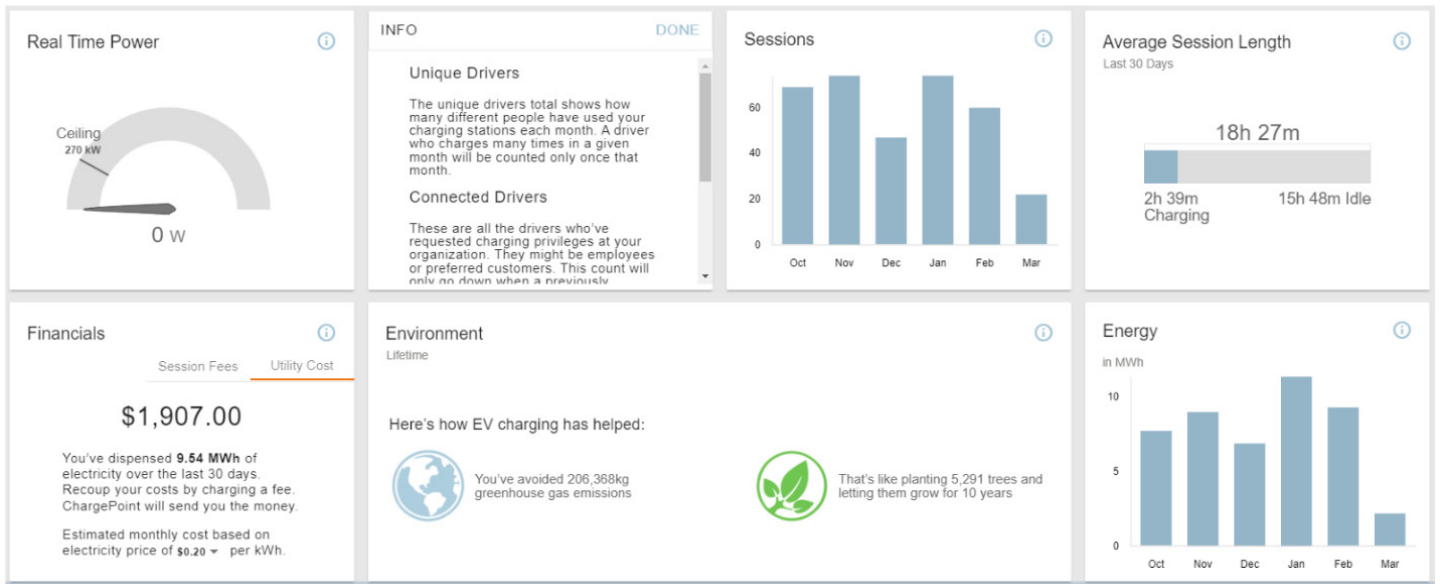 Real Time Power
Ceiling
270 kW
0 W
INFO
DONE
Unique Drivers
The unique drivers total shows how
many different people have used your
charging stations each month. A driver
who charges many times in a given
month will be counted only once that
month.
Connected Drivers
These are all the drivers who've
requested charging privileges at your
organization. They might be employees
or preferred customers. This count will
only go down when a previously
Sessions
60
40
20
0
Oct Nov Dec Jan Feb Mar
Average Session Length
Last 30 Days
18h 27m
2h 39m
Charging
15h 48m Idle
Financials
Session Fees
Utility Cost
$1,907.00
You've dispensed 9.54 MWh of
electricity over the last 30 days.
Recoup your costs by charging a fee.
ChargePoint will send you the money.
Estimated monthly cost based on
electricity price of $0.20 per kWh.
Environment
Lifetime
Here's how EV charging has helped:
You've avoided 206,368kg
greenhouse gas emissions
That's like planting 5,291 trees and
letting them grow for 10 years
Energy
in MWh
10
5
0
Oct Nov Dec Jan Feb Mar